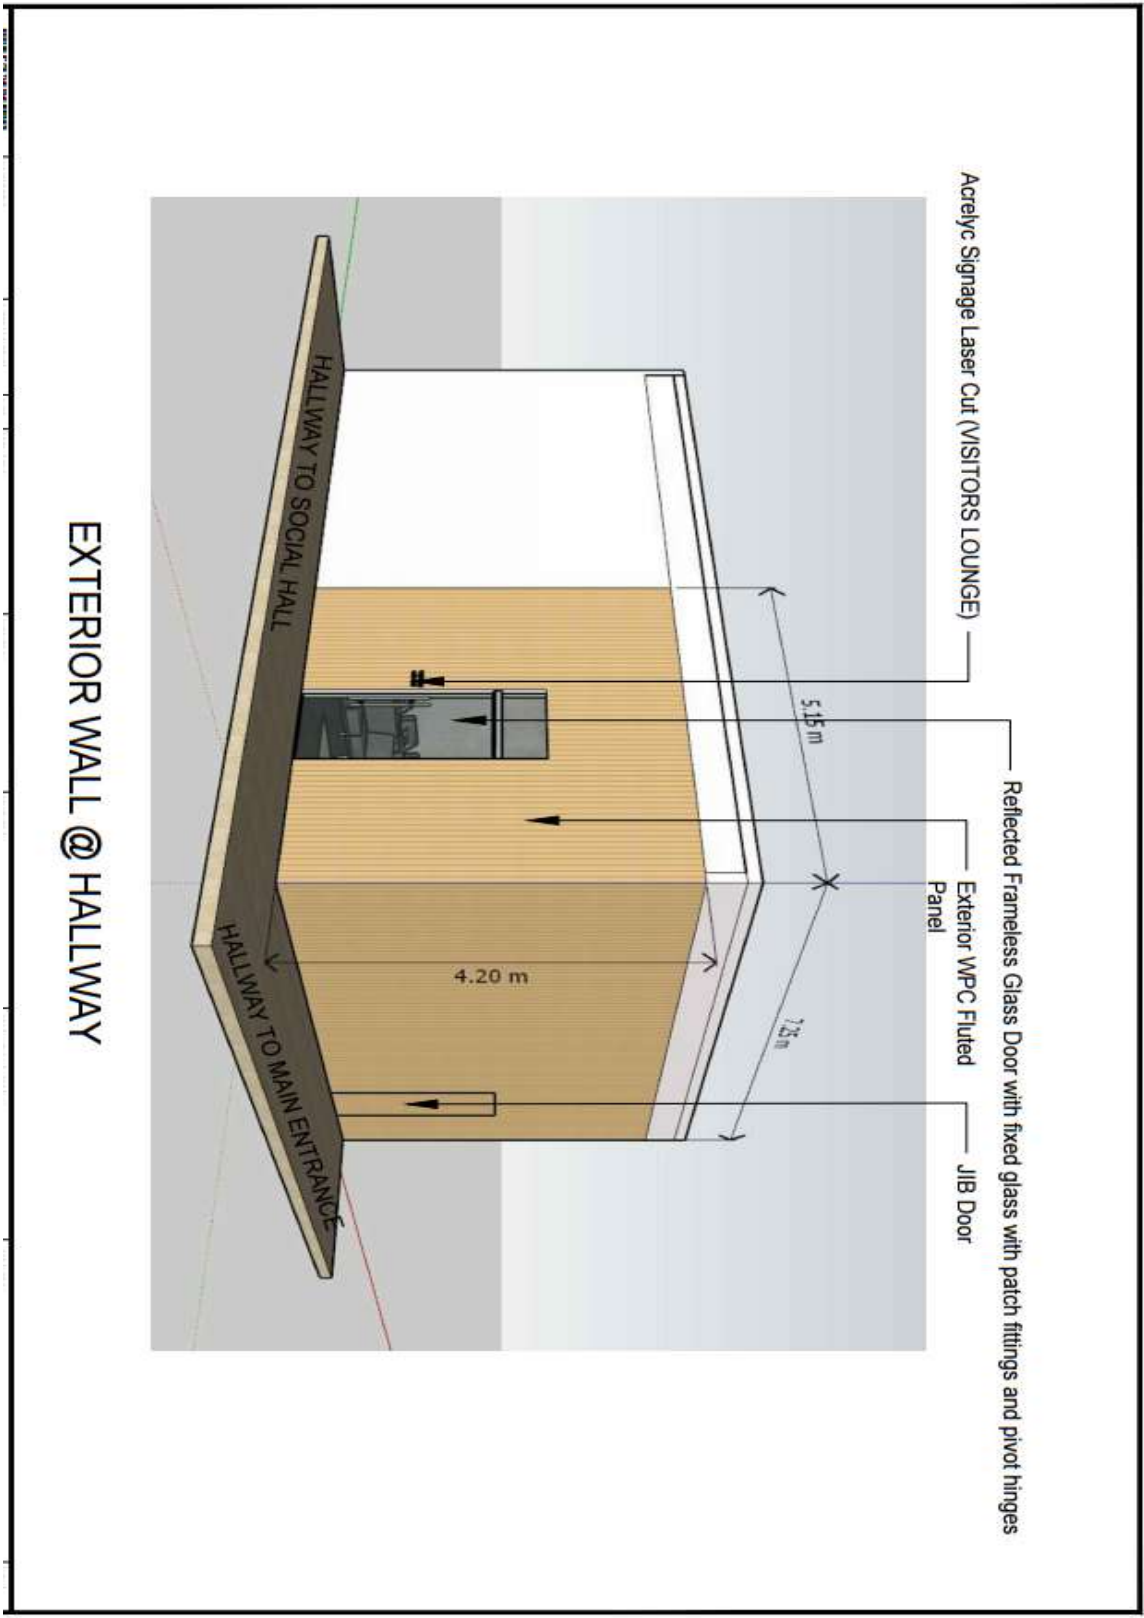 Reflected Frameless Glass Door with fixed glass with patch fittings and pivot hinges
Acrelyc Signage Laser Cut (VISITORS LOUNGE)
Exterior WPC Fluted
Panel
JIB Door
5.15 m
7.25 m
4.20 m
HALLWAY TO SOCIAL HALL
HALLWAY TO MAIN ENTRANCE
EXTERIOR WALL @ HALLWAY